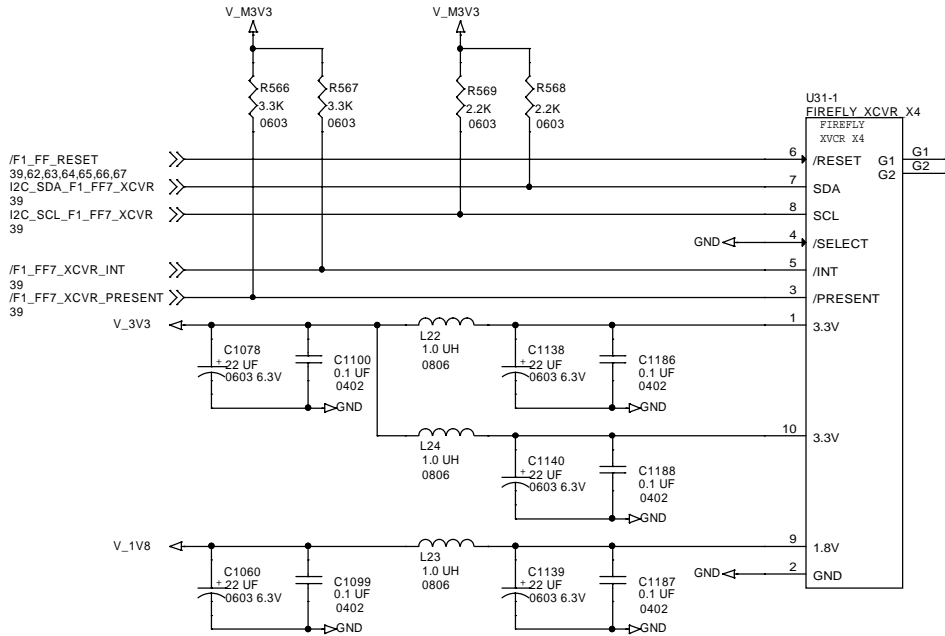 V_M3V3
V_M3V3
R566
3.3K
0603
R567
3.3K
0603
R569
2.2K
0603
R568
2.2K
0603
U31-1
FIREFLY_XCVR_X4
FIREFLY
XVCR X4
/F1_FF_RESET
39,62,63,64,65,66,67
6
/RESET
G1
G1
G2
G2
I2C_SDA_F1_FF7_XCVR
39
7
SDA
I2C_SCL_F1_FF7_XCVR
39
8
SCL
GND
4
/SELECT
/F1_FF7_XCVR_INT
39
5
/INT
/F1_FF7_XCVR_PRESENT
39
3
/PRESENT
V_3V3
1
3.3V
C1078
+ 22 UF
0603 6.3V
C1100
0.1 UF
0402
GND
L22
1.0 UH
0806
C1138
+ 22 UF
0603 6.3V
C1186
0.1 UF
0402
GND
10
3.3V
L24
1.0 UH
0806
C1140
+ 22 UF
0603 6.3V
C1188
0.1 UF
0402
GND
V_1V8
9
1.8V
C1060
+ 22 UF
0603 6.3V
C1099
0.1 UF
0402
GND
L23
1.0 UH
0806
C1139
+ 22 UF
0603 6.3V
C1187
0.1 UF
0402
GND
GND
2
GND